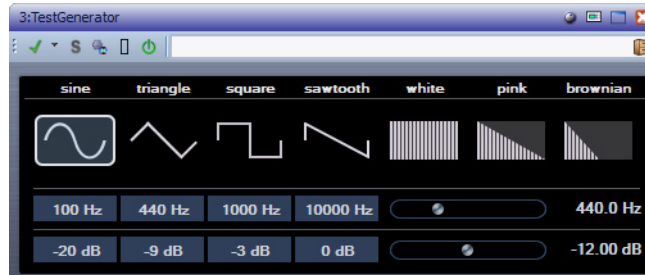 3:TestGenerator
S
sine triangle square sawtooth white pink brownian
100 Hz 440 Hz 1000 Hz 10000 Hz 440.0 Hz
-20 dB -9 dB -3 dB 0 dB -12.00 dB